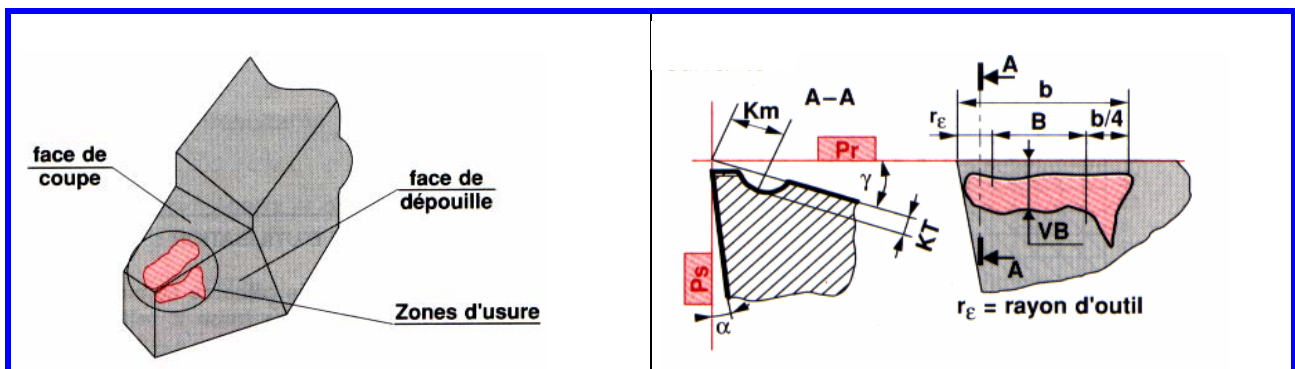 face de
coupe
face de
dépouille
Zones d'usure
A
A–A
b
Km
rε
B
b/4
Pr
γ
KT
VB
Ps
A
α
rε = rayon d'outil